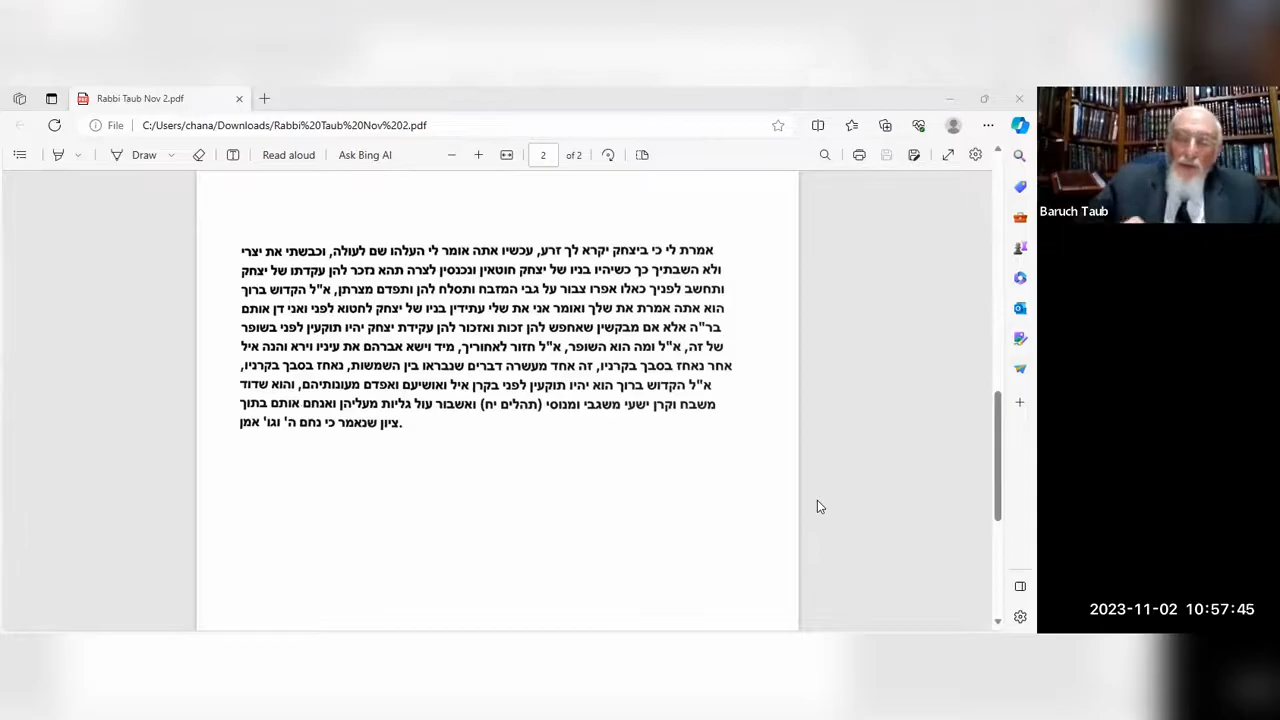 Rabbi Taub Nov 2.pdf
File
C:/Users/chana/Downloads/Rabbi%20Taub%20Nov%202.pdf
Draw
Read aloud
Ask Bing AI
2
of 2
אמרת לי כי ביצחק יקרא לך זרע, עכשיו אתה אומר לי העלהו שם לעולה, וכבשתי את יצרי
ולא השבתיך כך כשיהיו בניו של יצחק חוטאין ונכנסין לצרה תהא נזכר להן עקדתו של יצחק
ותחשב לפניך כאלו אפרו צבור על גבי המזבח ותסלח להן ותפדם מצרתן, א"ל הקדוש ברוך
הוא אתה אמרת את שלך ואומר אני את שלי עתידין בניו של יצחק לחטוא לפני ואני דן אותם
בר"ה אלא אם מבקשין שאחפש להן זכות ואזכור להן עקידת יצחק יהיו תוקעין לפני בשופר
של זה, א"ל ומה הוא השופר, א"ל חזור לאחוריך, מיד וישא אברהם את עיניו וירא והנה איל
אחר נאחז בסבך בקרניו, זה אחד מעשרה דברים שנבראו בין השמשות, נאחז בסבך בקרניו,
א"ל הקדוש ברוך הוא יהיו תוקעין לפני בקרן איל ואושיעם ואפדם מעונותיהם, והוא שדוד
משבח וקרן ישעי משגבי ומנוסי (תהלים יח) ואשבור עול גליות מעליהן ואנחם אותם בתוך
ציון שנאמר כי נחם ה' וגו' אמן.
Baruch Taub
2023-11-02 10:57:45